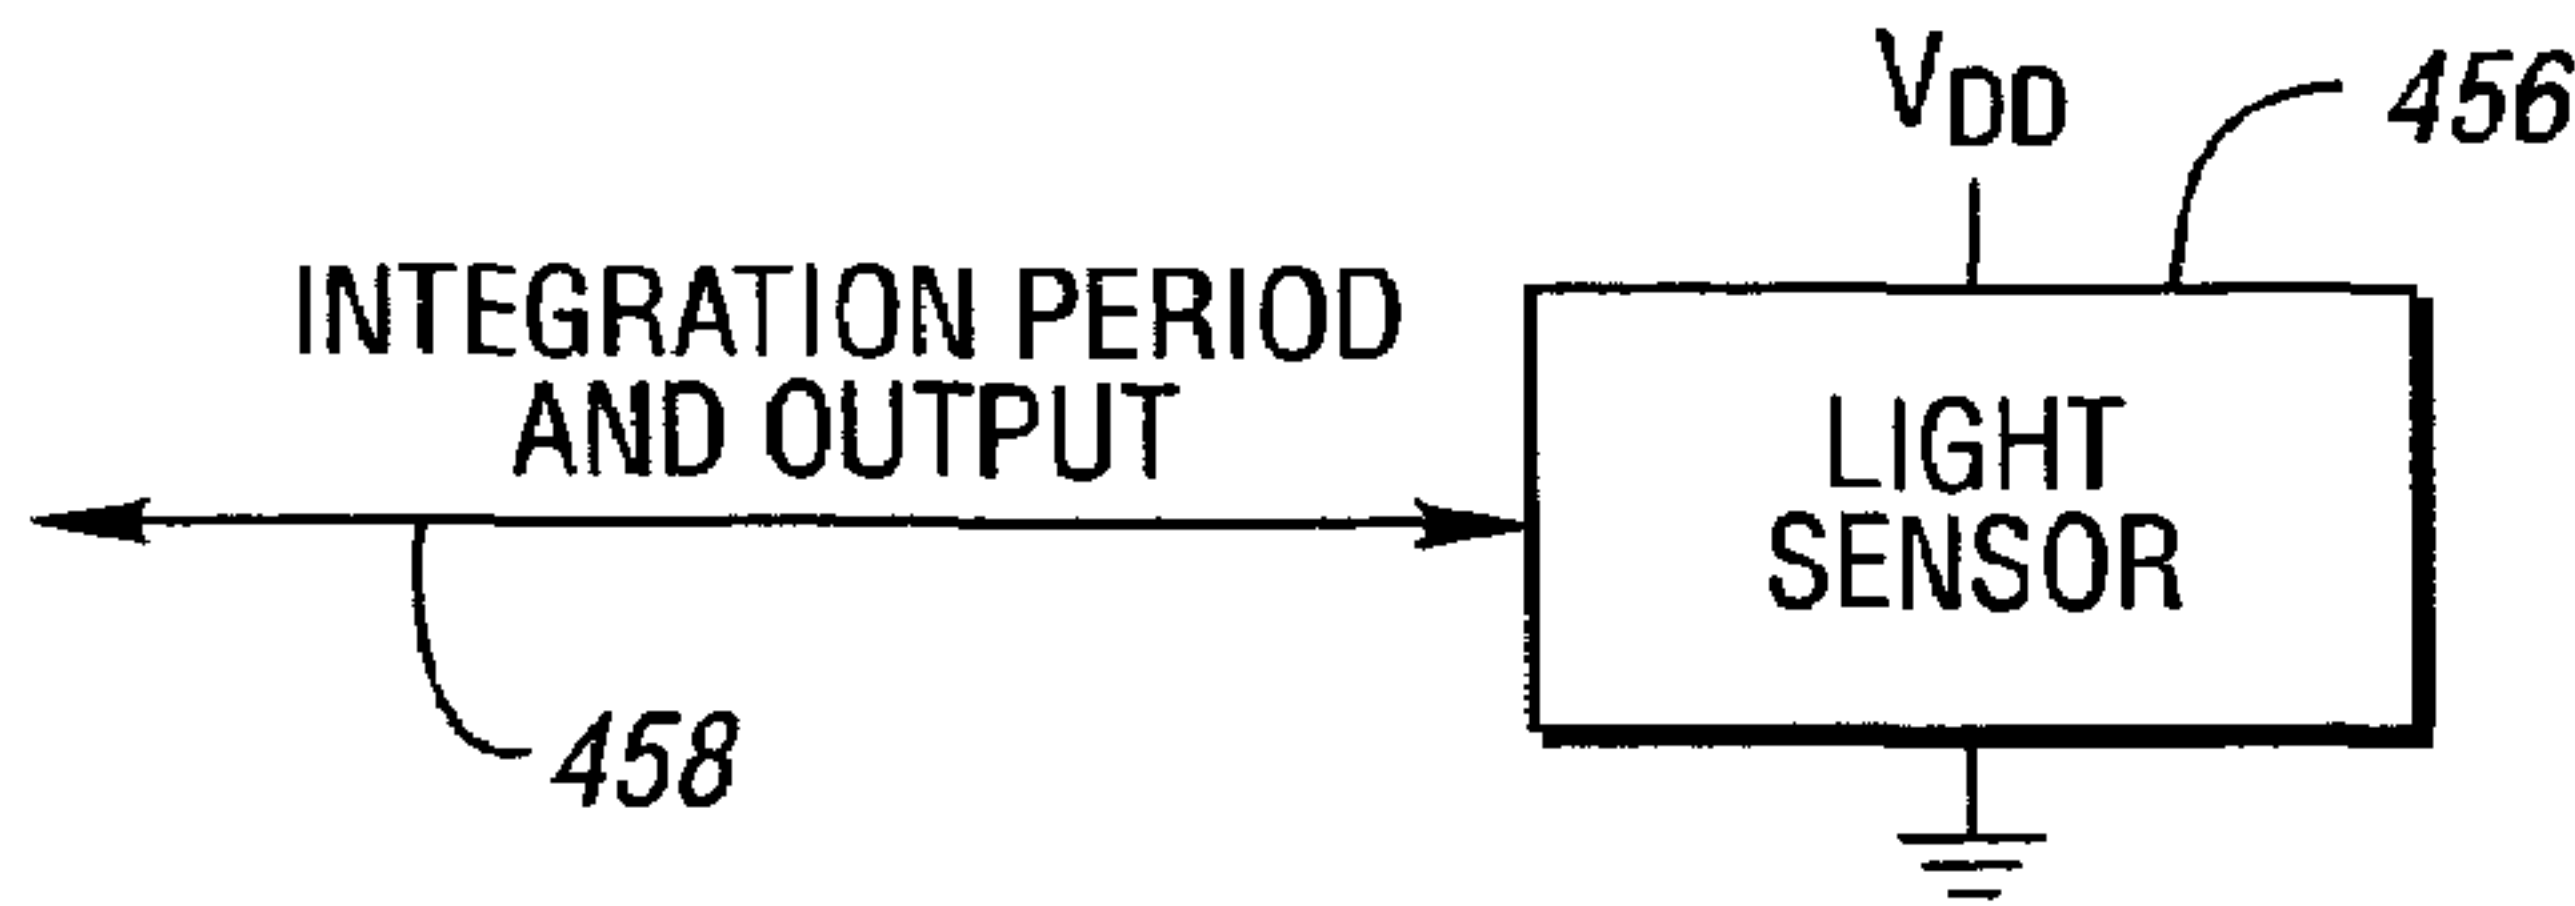 VDD
456
INTEGRATION PERIOD
AND OUTPUT
LIGHT
SENSOR
458